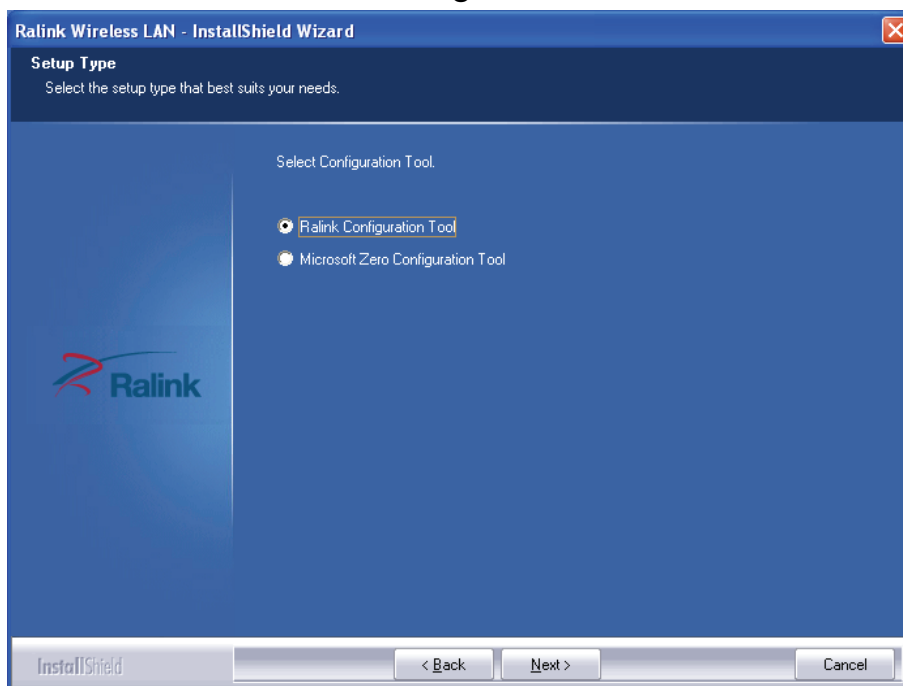 Ralink Wireless LAN - InstallShield Wizard
Setup Type
Select the setup type that best suits your needs.
Select Configuration Tool.
Ralink Configuration Tool
Microsoft Zero Configuration Tool
Ralink
InstallShield
< Back
Next >
Cancel